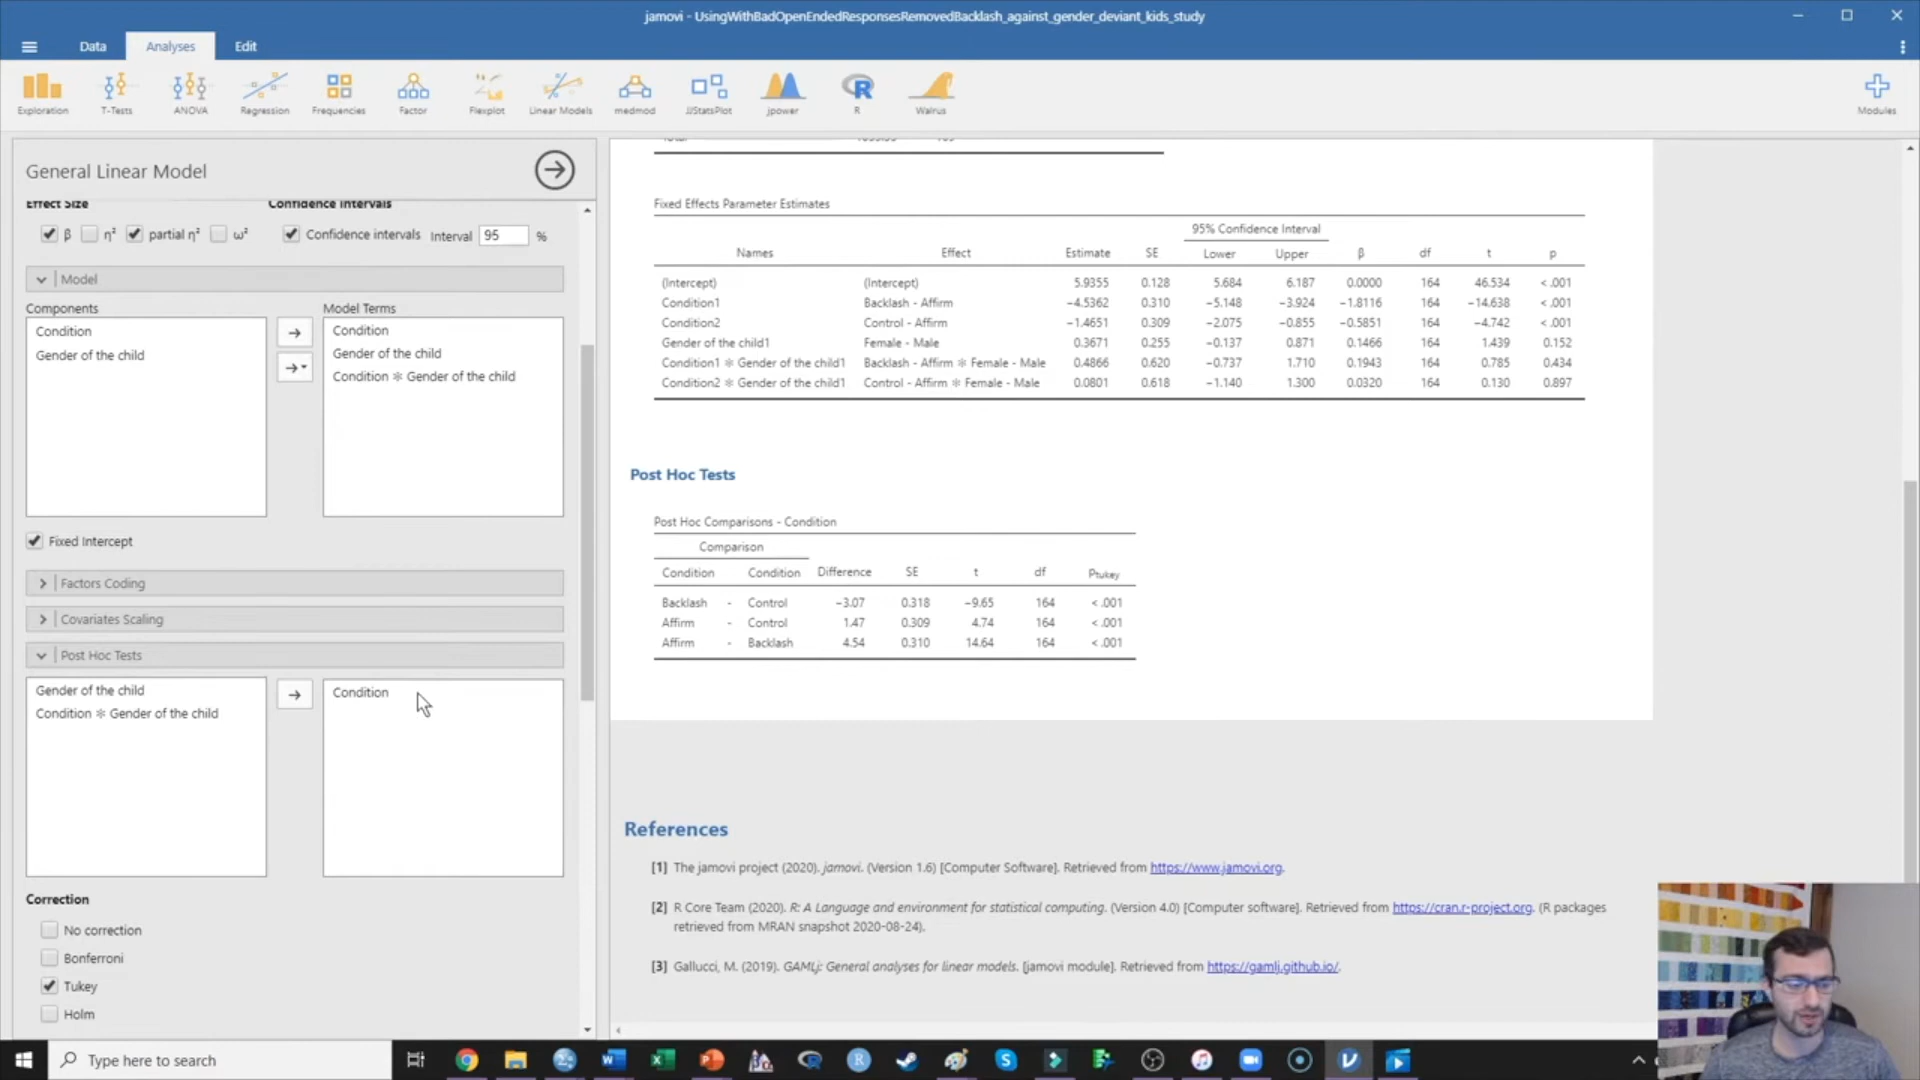 jamovi - UsingWithBadOpenEndedResponsesRemovedBacklash_against_gender_deviant_kids_study
Data Analyses Edit
Exploration T-Tests ANOVA Regression Frequencies Factor Flexplot Linear Models medmod JJStatsPlot jpower R Walrus Modules
General Linear Model
Effect Size Confidence Intervals
β η² partial η² ω² Confidence intervals Interval 95 %
Model
Components Model Terms
Condition
Gender of the child
Condition
Gender of the child
Condition ✻ Gender of the child
Fixed Intercept
Factors Coding
Covariates Scaling
Post Hoc Tests
Gender of the child
Condition ✻ Gender of the child
Condition
Correction
No correction
Bonferroni
Tukey
Holm
Fixed Effects Parameter Estimates
95% Confidence Interval
Names Effect Estimate SE Lower Upper β df t p
(Intercept) (Intercept) 5.9355 0.128 5.684 6.187 0.0000 164 46.534 < .001
Condition1 Backlash - Affirm −4.5362 0.310 −5.148 −3.924 −1.8116 164 −14.638 < .001
Condition2 Control - Affirm −1.4651 0.309 −2.075 −0.855 −0.5851 164 −4.742 < .001
Gender of the child1 Female - Male 0.3671 0.255 −0.137 0.871 0.1466 164 1.439 0.152
Condition1 ✻ Gender of the child1 Backlash - Affirm ✻ Female - Male 0.4866 0.620 −0.737 1.710 0.1943 164 0.785 0.434
Condition2 ✻ Gender of the child1 Control - Affirm ✻ Female - Male 0.0801 0.618 −1.140 1.300 0.0320 164 0.130 0.897
Post Hoc Tests
Post Hoc Comparisons - Condition
Comparison
Condition Condition Difference SE t df Ptukey
Backlash - Control −3.07 0.318 −9.65 164 < .001
Affirm - Control 1.47 0.309 4.74 164 < .001
Affirm - Backlash 4.54 0.310 14.64 164 < .001
References
[1] The jamovi project (2020). jamovi. (Version 1.6) [Computer Software]. Retrieved from https://www.jamovi.org.
[2] R Core Team (2020). R: A Language and environment for statistical computing. (Version 4.0) [Computer software]. Retrieved from https://cran.r-project.org. (R packages
retrieved from MRAN snapshot 2020-08-24).
[3] Gallucci, M. (2019). GAMLj: General analyses for linear models. [jamovi module]. Retrieved from https://gamlj.github.io/.
Type here to search